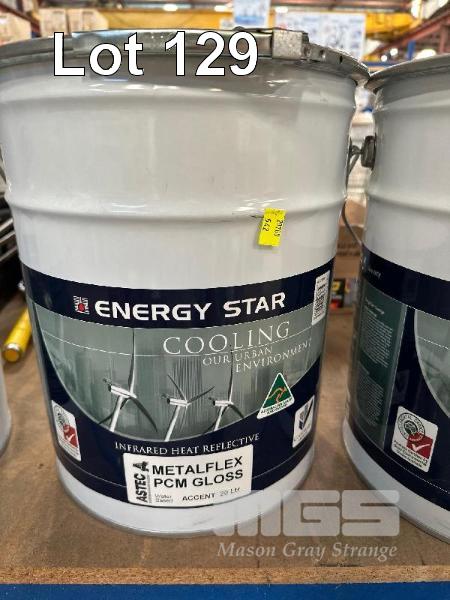 Lot 129
ENERGY STAR
COOLING
OUR URBAN
ENVIRONMENT
INFRARED HEAT REFLECTIVE
ASTEC
METALFLEX
PCM GLOSS
Water
Based
ACCENT 20 Ltr
MGS
Mason Gray Strange